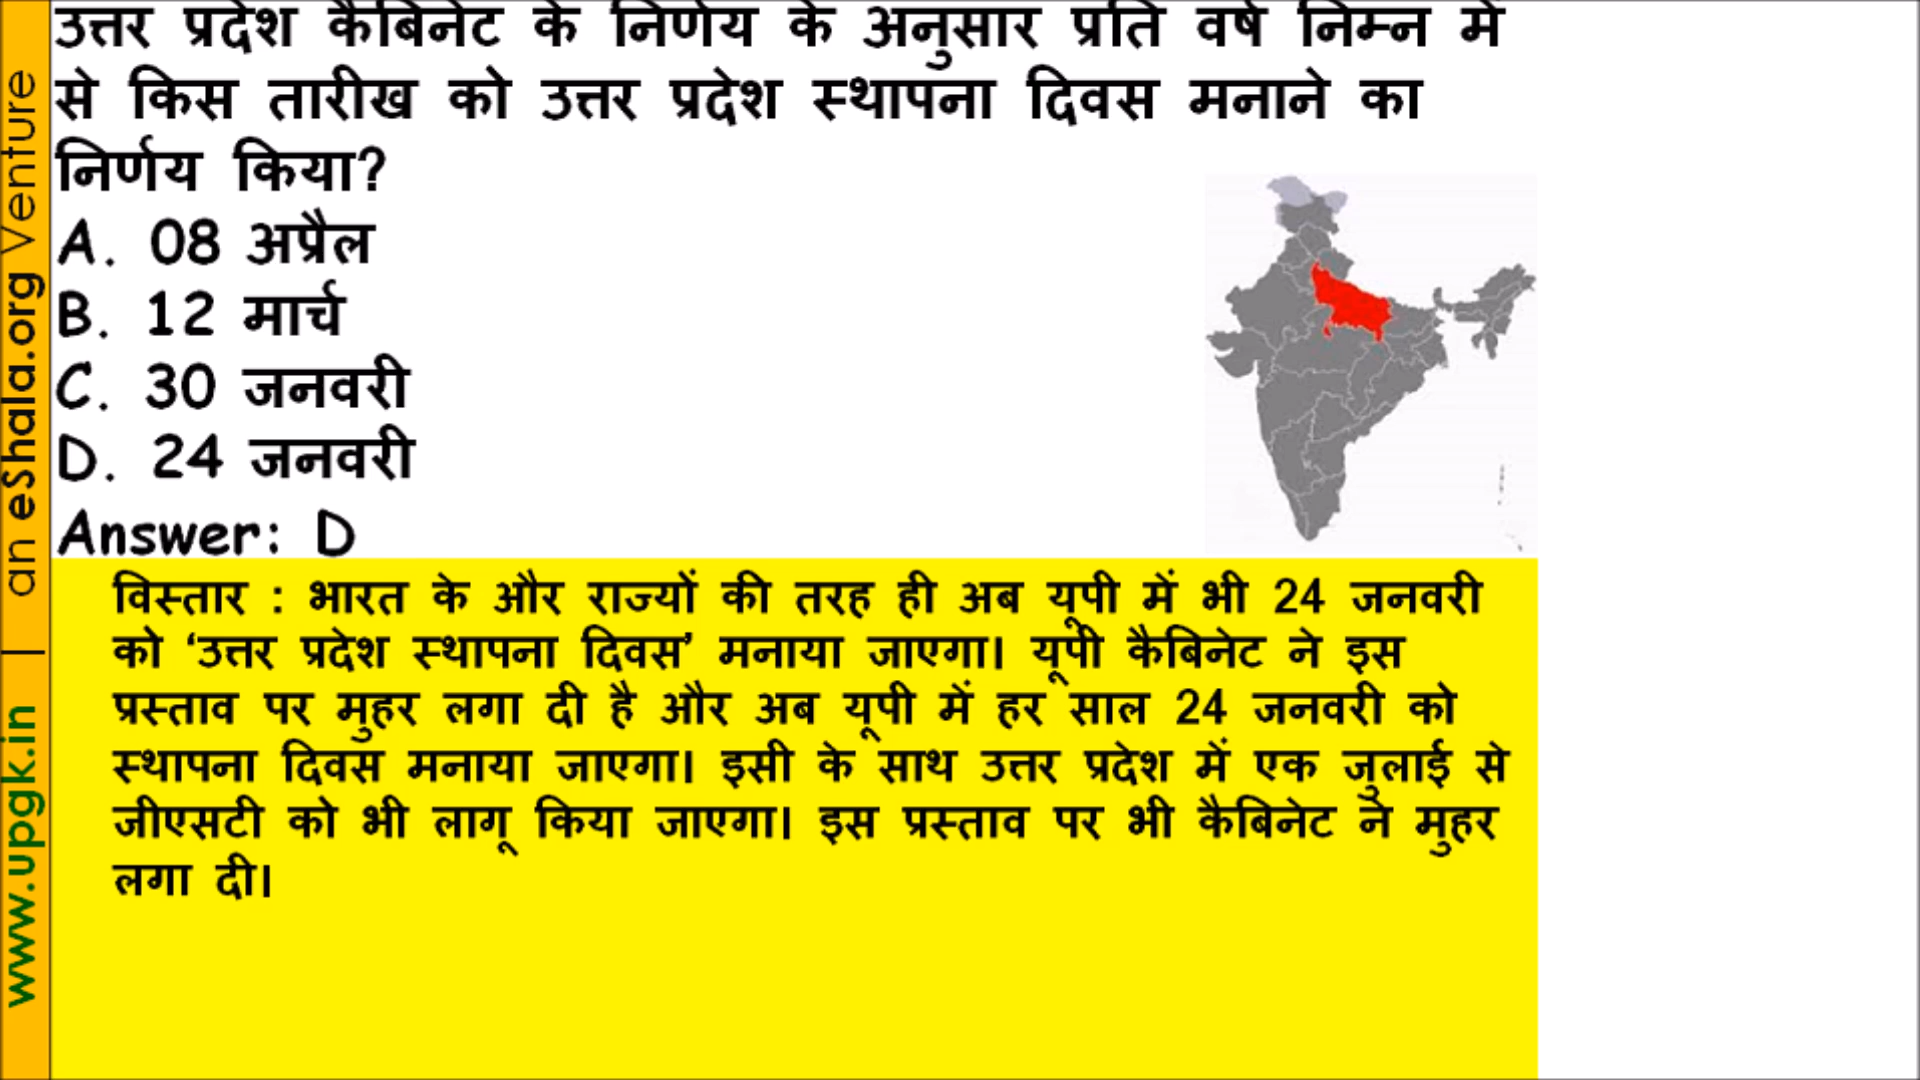 उत्तर प्रदेश कैबिनेट के निर्णय के अनुसार प्रति वर्ष निम्न में
से किस तारीख को उत्तर प्रदेश स्थापना दिवस मनाने का
निर्णय किया?
A. 08 अप्रैल
B. 12 मार्च
C. 30 जनवरी
D. 24 जनवरी
Answer: D
विस्तार : भारत के और राज्यों की तरह ही अब यूपी में भी 24 जनवरी
को ‘उत्तर प्रदेश स्थापना दिवस’ मनाया जाएगा। यूपी कैबिनेट ने इस
प्रस्ताव पर मुहर लगा दी है और अब यूपी में हर साल 24 जनवरी को
स्थापना दिवस मनाया जाएगा। इसी के साथ उत्तर प्रदेश में एक जुलाई से
जीएसटी को भी लागू किया जाएगा। इस प्रस्ताव पर भी कैबिनेट ने मुहर
लगा दी।
www.upgk.in | an eShala.org Venture